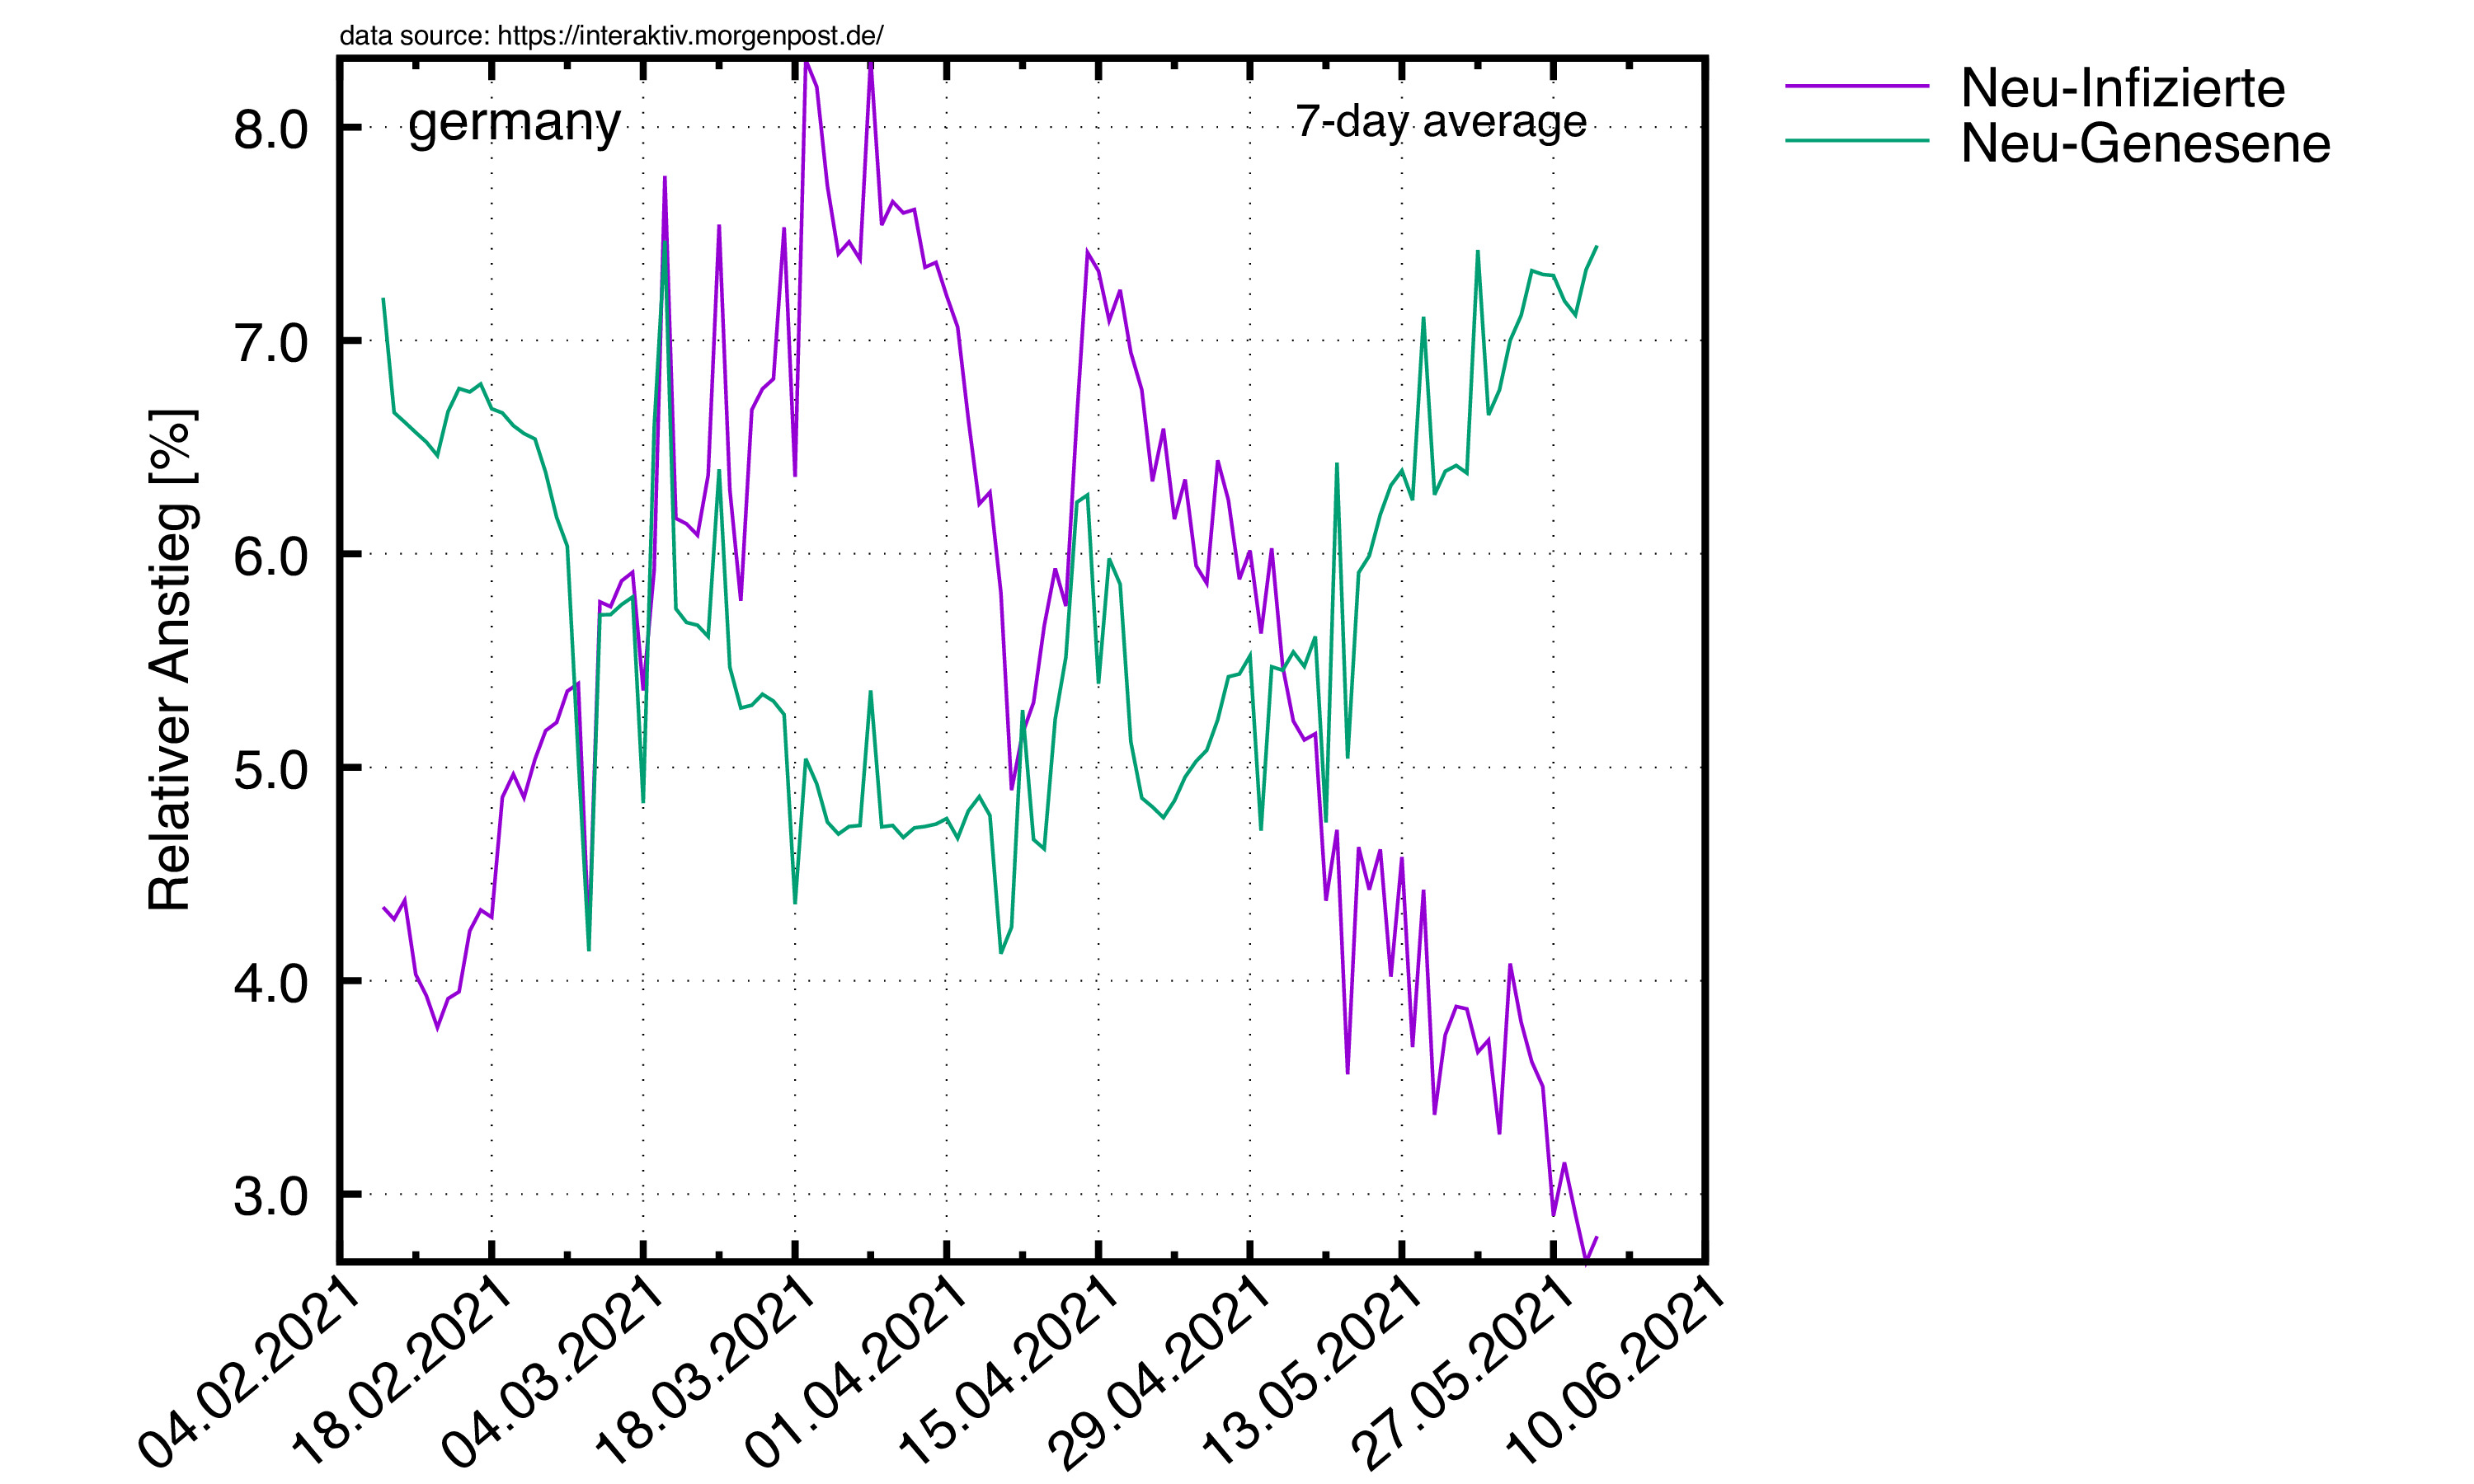 data source: https://interaktiv.morgenpost.de/
germany
7-day average
Neu-Infizierte
Neu-Genesene
Relativer Anstieg [%]
8.0
7.0
6.0
5.0
4.0
3.0
04.02.2021
18.02.2021
04.03.2021
18.03.2021
01.04.2021
15.04.2021
29.04.2021
13.05.2021
27.05.2021
10.06.2021